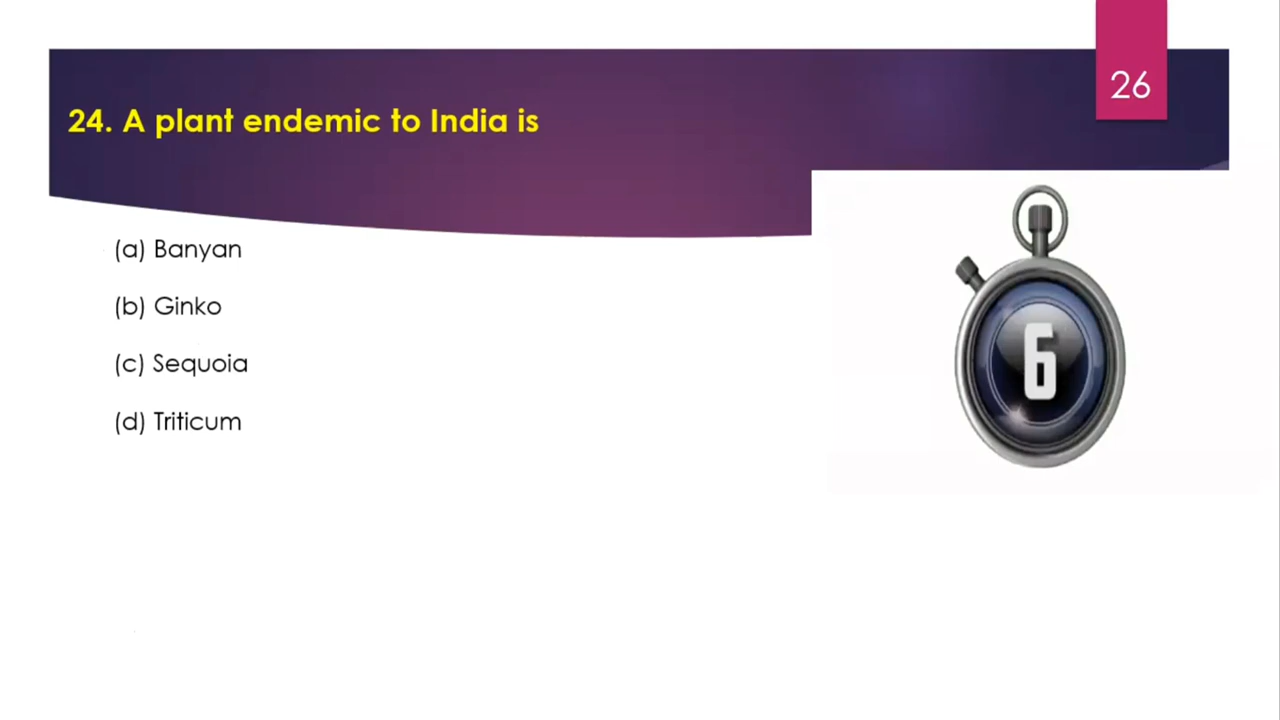 26
24. A plant endemic to India is
(a) Banyan
(b) Ginko
(c) Sequoia
(d) Triticum
6